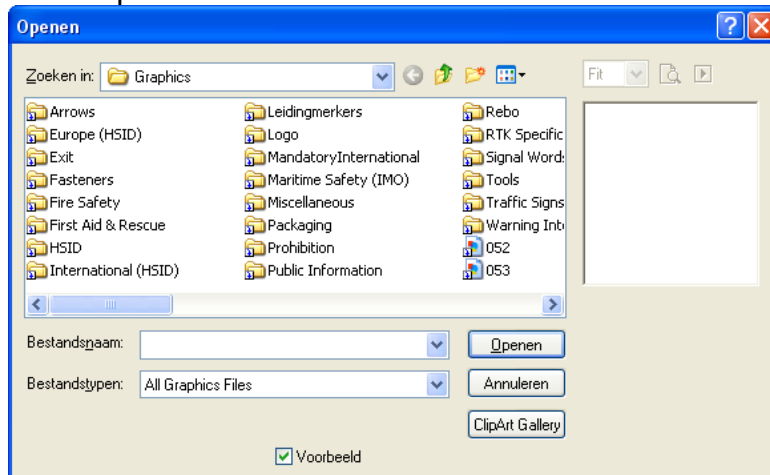 Openen
Zoeken in: Graphics
Fit
Arrows
Europe (HSID)
Exit
Fasteners
Fire Safety
First Aid & Rescue
HSID
International (HSID)
Leidingmerkers
Logo
MandatoryInternational
Maritime Safety (IMO)
Miscellaneous
Packaging
Prohibition
Public Information
Rebo
RTK Specific
Signal Word
Tools
Traffic Signs
Warning Int
052
053
Bestandsnaam:
Openen
Bestandstypen: All Graphics Files
Annuleren
ClipArt Gallery
Voorbeeld